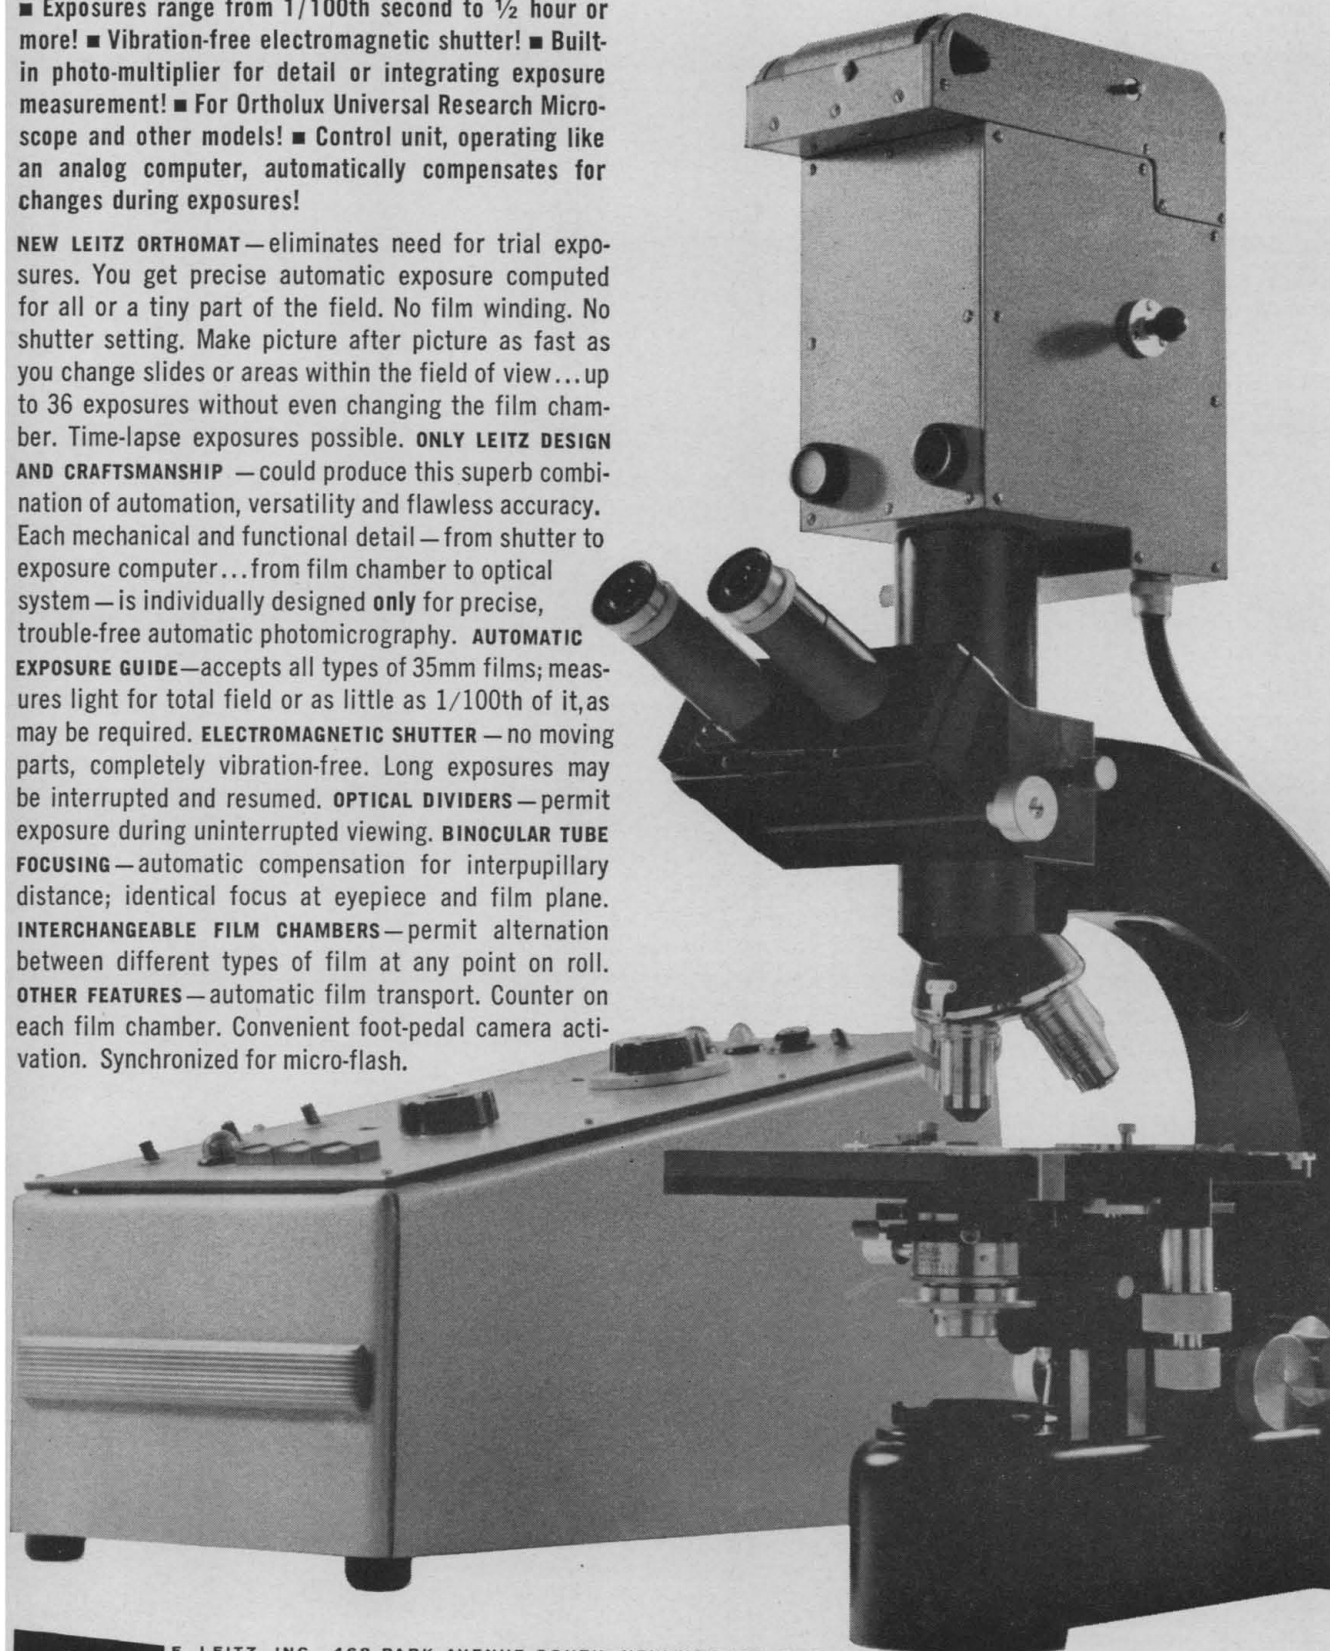 ■ Exposures range from 1/100th second to ½ hour or
more! ■ Vibration-free electromagnetic shutter! ■ Built-
in photo-multiplier for detail or integrating exposure
measurement! ■ For Ortholux Universal Research Micro-
scope and other models! ■ Control unit, operating like
an analog computer, automatically compensates for
changes during exposures!
NEW LEITZ ORTHOMAT—eliminates need for trial expo-
sures. You get precise automatic exposure computed
for all or a tiny part of the field. No film winding. No
shutter setting. Make picture after picture as fast as
you change slides or areas within the field of view...up
to 36 exposures without even changing the film cham-
ber. Time-lapse exposures possible. ONLY LEITZ DESIGN
AND CRAFTSMANSHIP —could produce this superb combi-
nation of automation, versatility and flawless accuracy.
Each mechanical and functional detail—from shutter to
exposure computer...from film chamber to optical
system—is individually designed only for precise,
trouble-free automatic photomicrography. AUTOMATIC
EXPOSURE GUIDE—accepts all types of 35mm films; meas-
ures light for total field or as little as 1/100th of it,as
may be required. ELECTROMAGNETIC SHUTTER — no moving
parts, completely vibration-free. Long exposures may
be interrupted and resumed. OPTICAL DIVIDERS—permit
exposure during uninterrupted viewing. BINOCULAR TUBE
FOCUSING—automatic compensation for interpupillary
distance; identical focus at eyepiece and film plane.
INTERCHANGEABLE FILM CHAMBERS—permit alternation
between different types of film at any point on roll.
OTHER FEATURES—automatic film transport. Counter on
each film chamber. Convenient foot-pedal camera acti-
vation. Synchronized for micro-flash.
E. LEITZ, INC., 468 PARK AVENUE SOUTH,